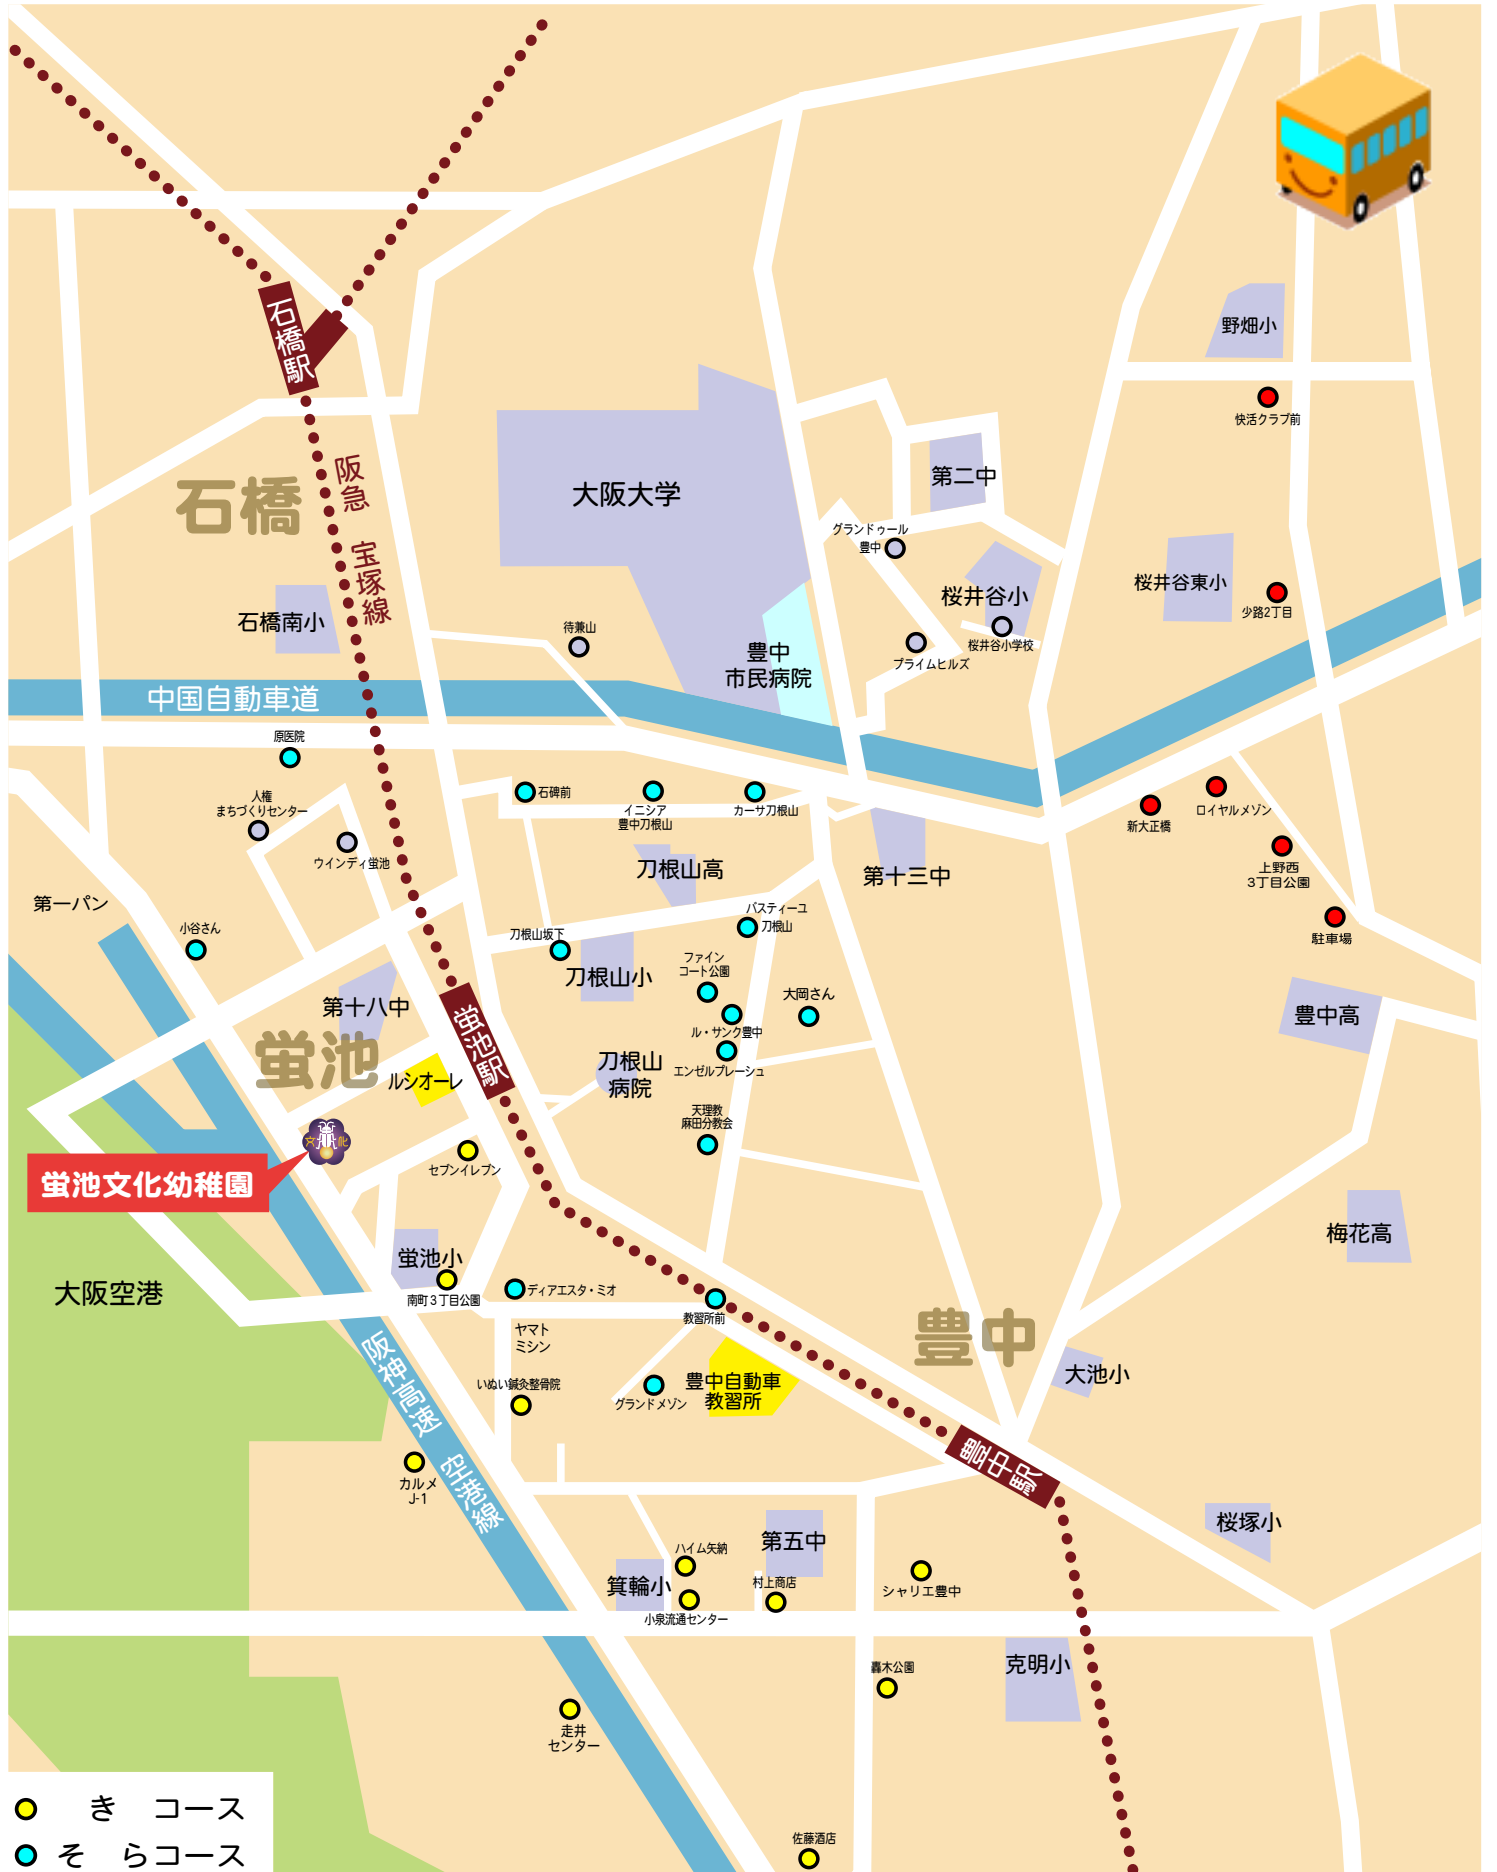 石橋駅
野畑小
快活クラブ前
阪急 宝塚線
石橋
大阪大学
第二中
グランドゥール
豊中
桜井谷東小
少路2丁目
桜井谷小
桜井谷小学校
プライムヒルズ
石橋南小
待兼山
豊中
市民病院
中国自動車道
原医院
石碑前
イニシア
豊中刀根山
カーサ刀根山
人権
まちづくりセンター
ウインディ蛍池
新大正橋
ロイヤルメゾン
上野西
3丁目公園
駐車場
刀根山高
第十三中
第一パン
小谷さん
刀根山坂下
バスティーユ
刀根山
刀根山小
ファイン
コート公園
大岡さん
第十八中
ル・サンク豊中
豊中高
蛍池
蛍池駅
ルシオーレ
刀根山
病院
エンゼルプレーシュ
天理教
麻田分教会
文化
セブンイレブン
蛍池文化幼稚園
梅花高
蛍池小
南町３丁目公園
大阪空港
ディアエスタ・ミオ
教習所前
ヤマト
ミシン
豊中
大池小
阪神高速 空港線
いぬい鍼灸整骨院
グランドメゾン
豊中自動車
教習所
豊中駅
カルメ
J-1
桜塚小
ハイム矢納
第五中
箕輪小
村上商店
小泉流通センター
シャリエ豊中
克明小
轟木公園
走井
センター
佐藤酒店
き コース
そ らコース